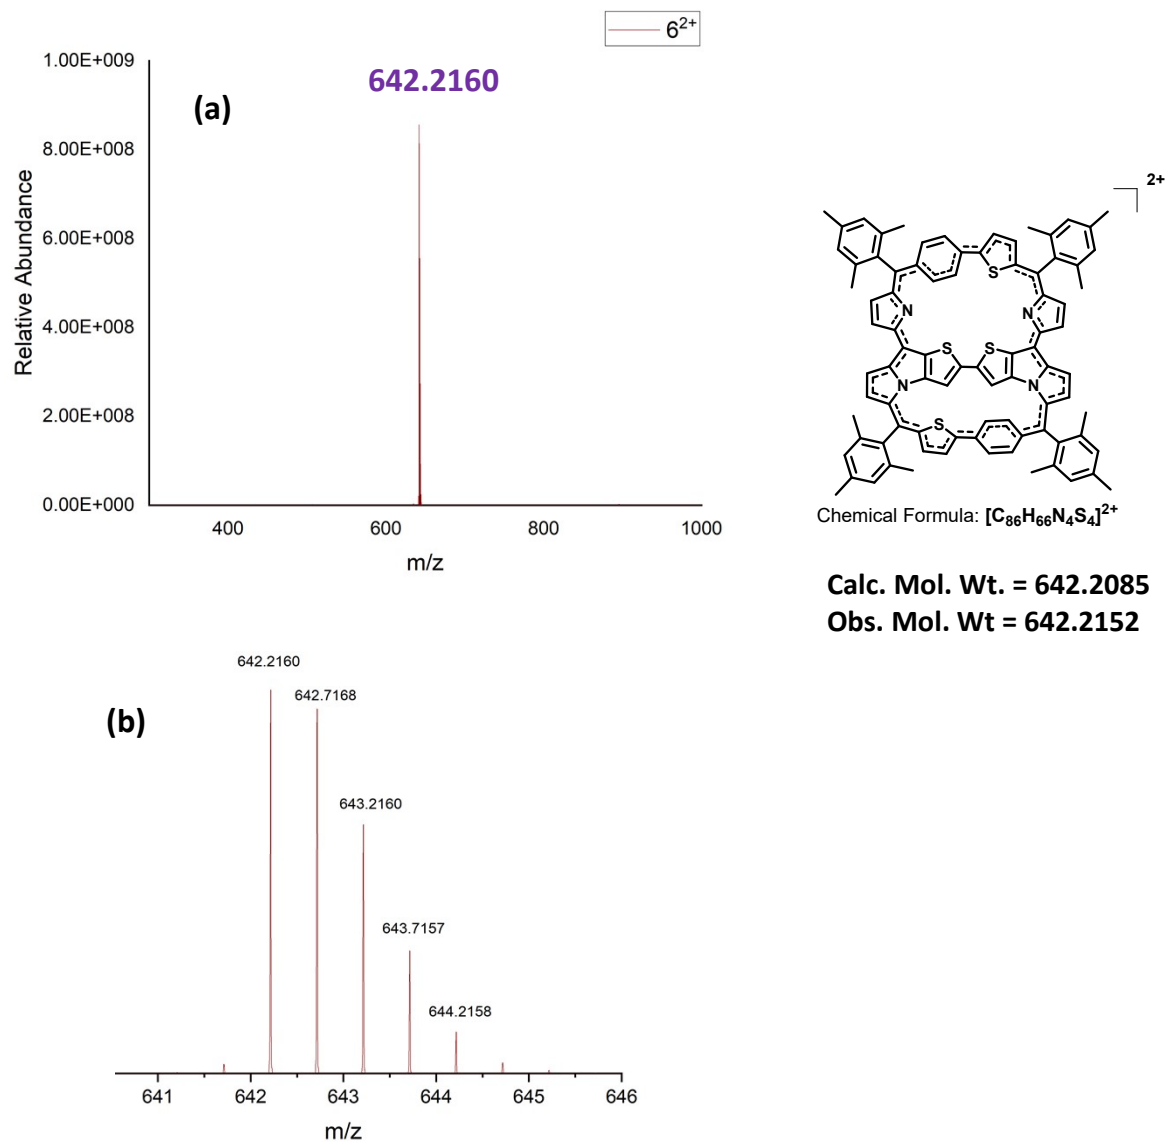 6²⁺
1.00E+009
8.00E+008
6.00E+008
4.00E+008
2.00E+008
0.00E+000
Relative Abundance
(a)
642.2160
400
600
800
1000
m/z
2+
S
N
N
S
S
N
N
S
Chemical Formula: [C₈₆H₆₆N₄S₄]²⁺
Calc. Mol. Wt. = 642.2085
Obs. Mol. Wt = 642.2152
(b)
642.2160
642.7168
643.2160
643.7157
644.2158
641
642
643
644
645
646
m/z